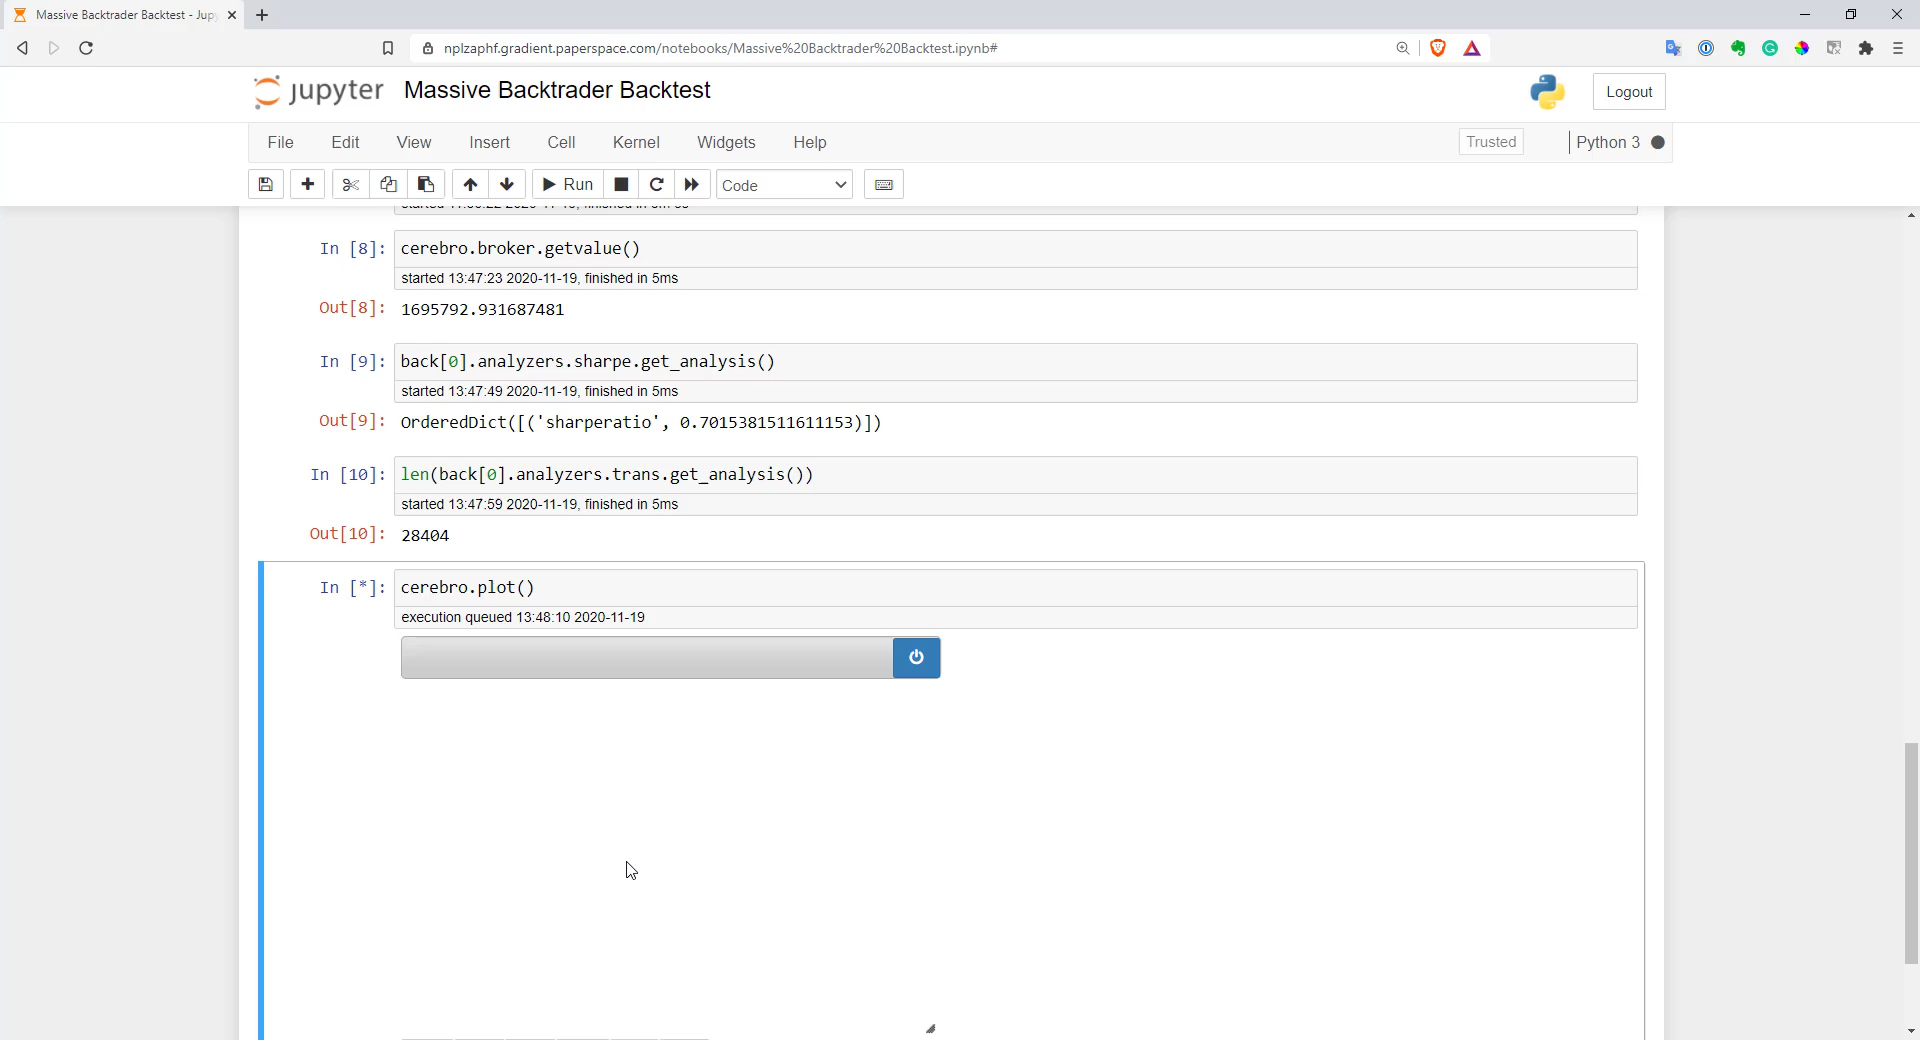 Massive Backtrader Backtest - Jup
nplzaphf.gradient.paperspace.com/notebooks/Massive%20Backtrader%20Backtest.ipynb#
jupyter Massive Backtrader Backtest
Logout
File Edit View Insert Cell Kernel Widgets Help
Trusted
Python 3
Run
Code
In [8]: cerebro.broker.getvalue()
started 13:47:23 2020-11-19, finished in 5ms
Out[8]: 1695792.931687481
In [9]: back[0].analyzers.sharpe.get_analysis()
started 13:47:49 2020-11-19, finished in 5ms
Out[9]: OrderedDict([('sharperatio', 0.7015381511611153)])
In [10]: len(back[0].analyzers.trans.get_analysis())
started 13:47:59 2020-11-19, finished in 5ms
Out[10]: 28404
In [*]: cerebro.plot()
execution queued 13:48:10 2020-11-19